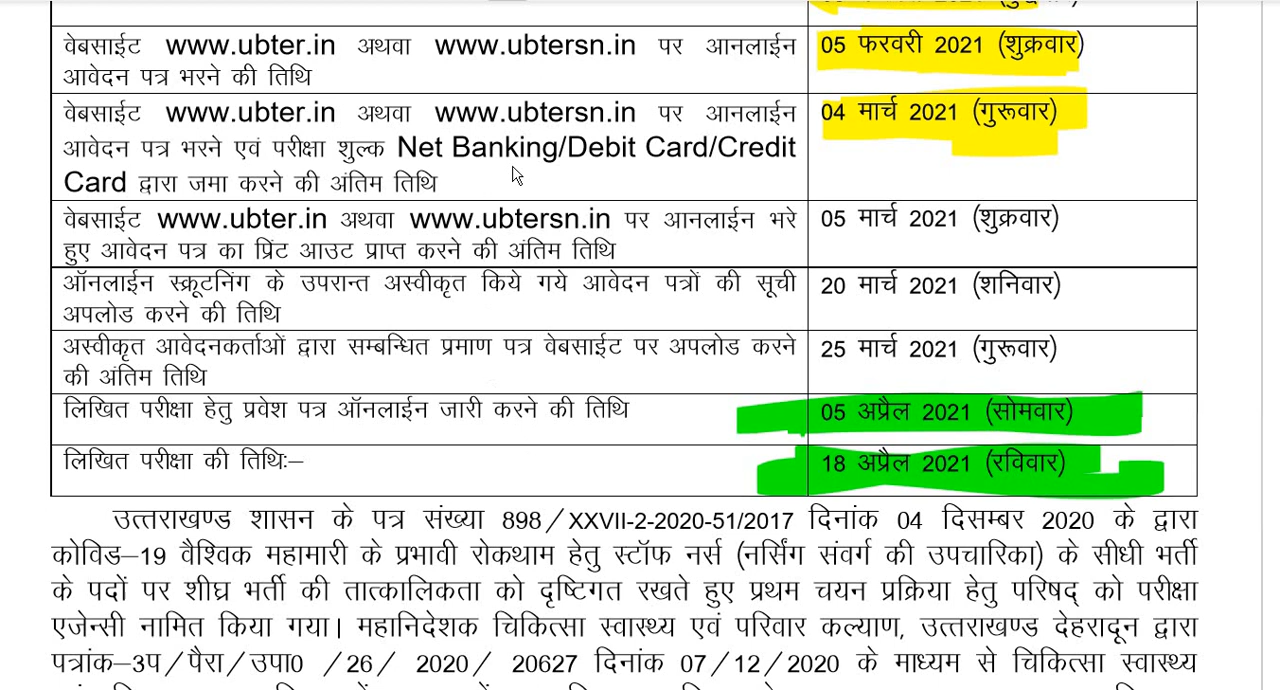 वेबसाईट www.ubter.in अथवा www.ubtersn.in पर आनलाईन
आवेदन पत्र भरने की तिथि
05 फरवरी 2021 (शुक्रवार)
वेबसाईट www.ubter.in अथवा www.ubtersn.in पर आनलाईन
आवेदन पत्र भरने एवं परीक्षा शुल्क Net Banking/Debit Card/Credit
Card द्वारा जमा करने की अंतिम तिथि
04 मार्च 2021 (गुरूवार)
वेबसाईट www.ubter.in अथवा www.ubtersn.in पर आनलाईन भरे
हुए आवेदन पत्र का प्रिंट आउट प्राप्त करने की अंतिम तिथि
05 मार्च 2021 (शुक्रवार)
ऑनलाईन स्क्रूटनिंग के उपरान्त अस्वीकृत किये गये आवेदन पत्रों की सूची
अपलोड करने की तिथि
20 मार्च 2021 (शनिवार)
अस्वीकृत आवेदनकर्ताओं द्वारा सम्बन्धित प्रमाण पत्र वेबसाईट पर अपलोड करने
की अंतिम तिथि
25 मार्च 2021 (गुरूवार)
लिखित परीक्षा हेतु प्रवेश पत्र ऑनलाईन जारी करने की तिथि
05 अप्रैल 2021 (सोमवार)
लिखित परीक्षा की तिथिः–
18 अप्रैल 2021 (रविवार)
उत्तराखण्ड शासन के पत्र संख्या 898/XXVII-2-2020-51/2017 दिनांक 04 दिसम्बर 2020 के द्वारा
कोविड–19 वैश्विक महामारी के प्रभावी रोकथाम हेतु स्टॉफ नर्स (नर्सिंग संवर्ग की उपचारिका) के सीधी भर्ती
के पदों पर शीघ्र भर्ती की तात्कालिकता को दृष्टिगत रखते हुए प्रथम चयन प्रक्रिया हेतु परिषद् को परीक्षा
एजेन्सी नामित किया गया। महानिदेशक चिकित्सा स्वास्थ्य एवं परिवार कल्याण, उत्तराखण्ड देहरादून द्वारा
पत्रांक–3प/पैरा/उपा0 /26/ 2020/ 20627 दिनांक 07/12/2020 के माध्यम से चिकित्सा स्वास्थ्य